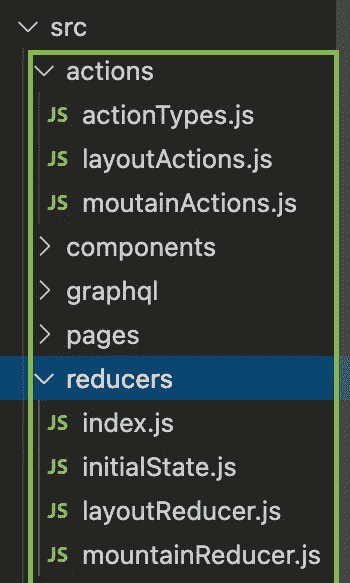 src
actions
JS actionTypes.js
JS layoutActions.js
JS moutainActions.js
components
graphql
pages
reducers
JS index.js
JS initialState.js
JS layoutReducer.js
JS mountainReducer.js